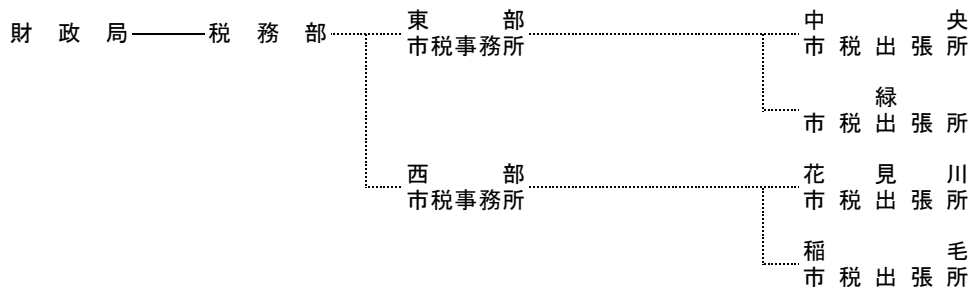 財政局 税務部
東部
市税事務所
中央
市税出張所
緑
市税出張所
西部
市税事務所
花見川
市税出張所
稲毛
市税出張所